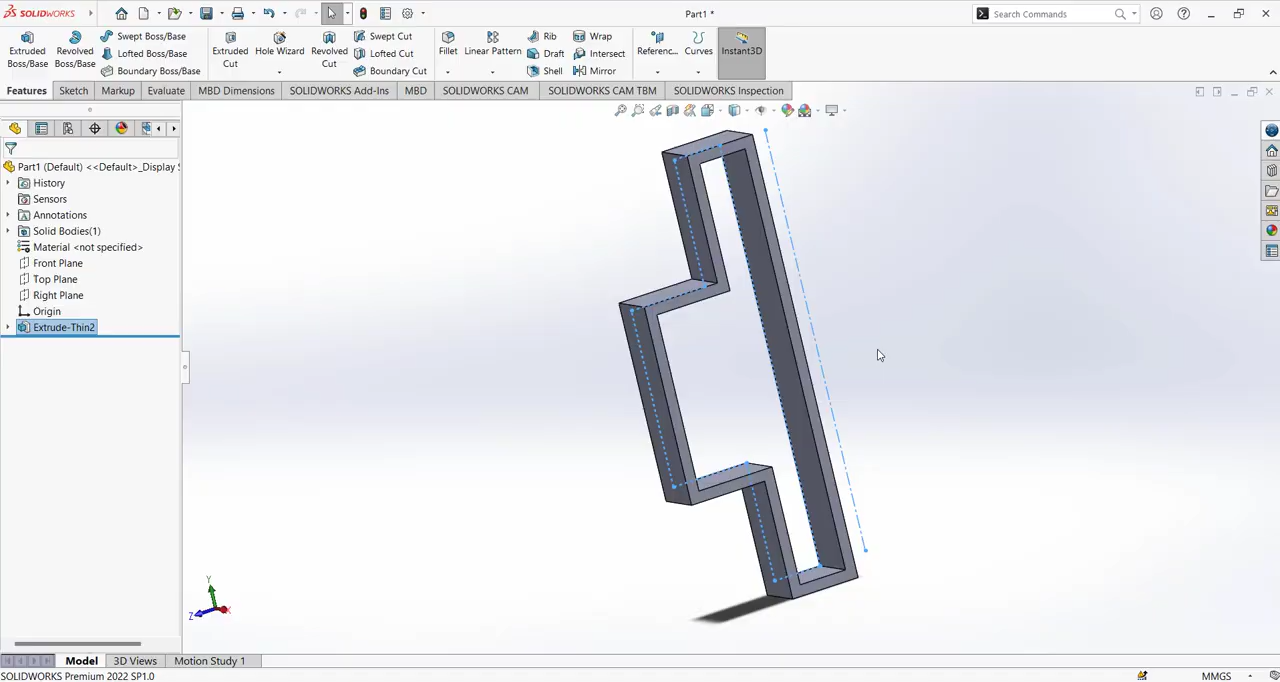 SOLIDWORKS
Part1 *
Search Commands
Extruded Boss/Base
Revolved Boss/Base
Swept Boss/Base
Lofted Boss/Base
Boundary Boss/Base
Extruded Cut
Hole Wizard
Revolved Cut
Swept Cut
Lofted Cut
Boundary Cut
Fillet
Linear Pattern
Rib
Draft
Shell
Wrap
Intersect
Mirror
Referenc...
Curves
Instant3D
Features Sketch Markup Evaluate MBD Dimensions SOLIDWORKS Add-Ins MBD SOLIDWORKS CAM SOLIDWORKS CAM TBM SOLIDWORKS Inspection
Part1 (Default) <<Default>_Display S
History
Sensors
Annotations
Solid Bodies(1)
Material <not specified>
Front Plane
Top Plane
Right Plane
Origin
Extrude-Thin2
Y
Z
X
Model 3D Views Motion Study 1
SOLIDWORKS Premium 2022 SP1.0
MMGS